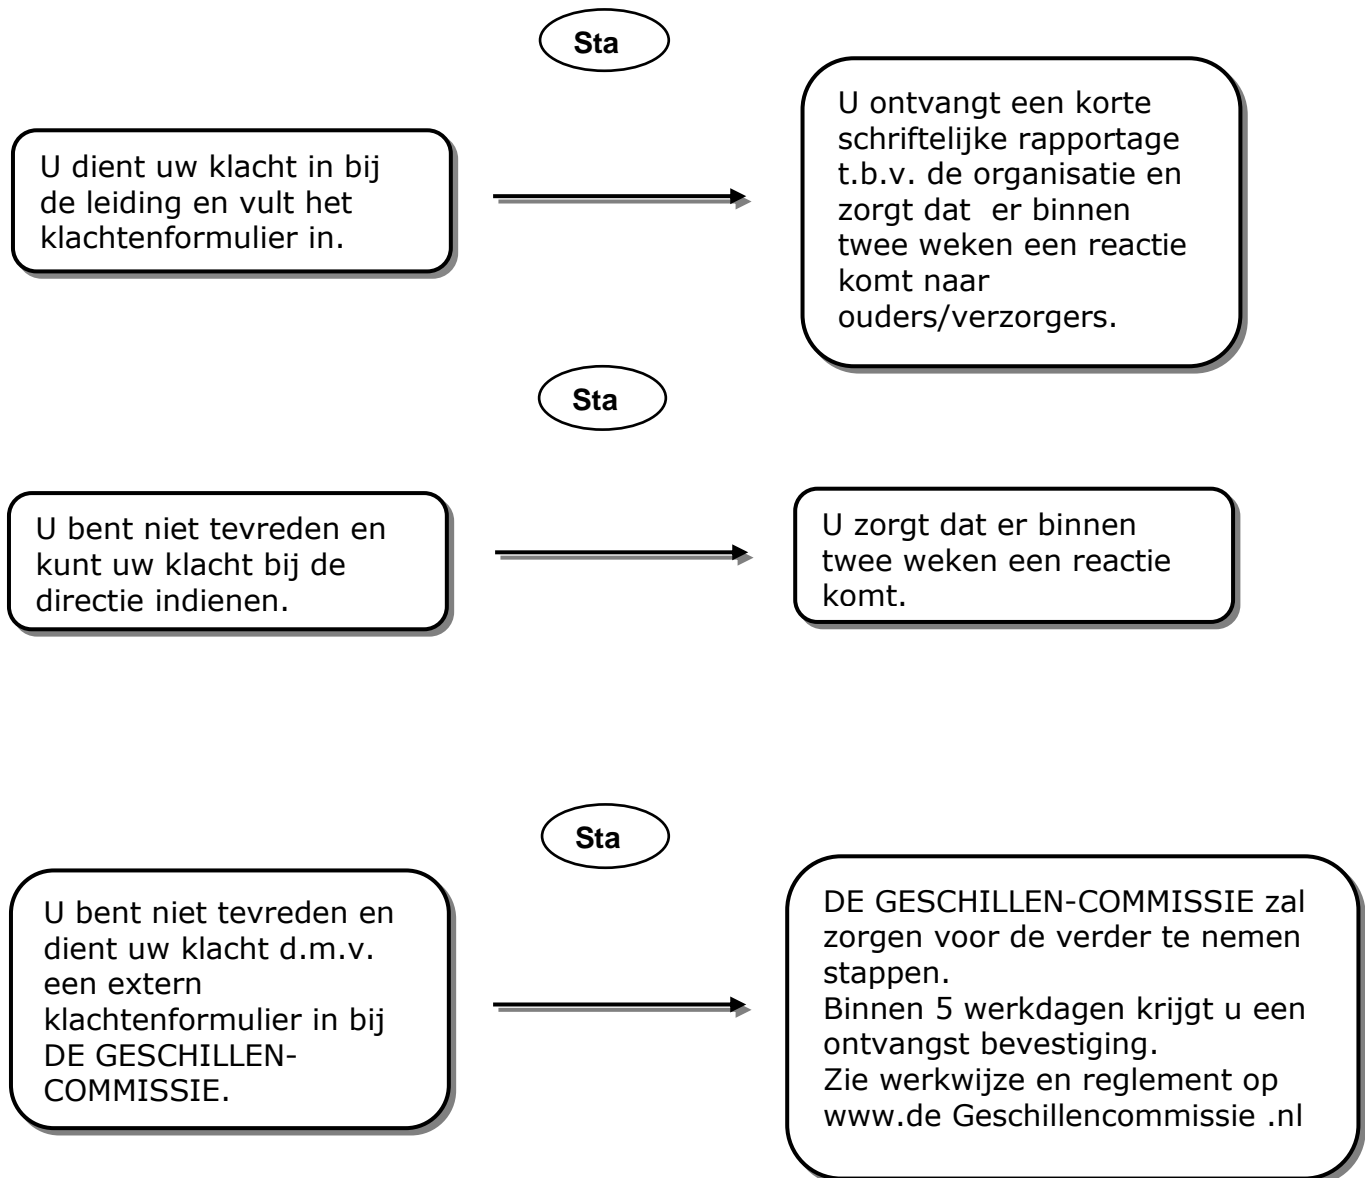 Sta
U dient uw klacht in bij
de leiding en vult het
klachtenformulier in.
U ontvangt een korte
schriftelijke rapportage
t.b.v. de organisatie en
zorgt dat  er binnen
twee weken een reactie
komt naar
ouders/verzorgers.
Sta
U bent niet tevreden en
kunt uw klacht bij de
directie indienen.
U zorgt dat er binnen
twee weken een reactie
komt.
Sta
U bent niet tevreden en
dient uw klacht d.m.v.
een extern
klachtenformulier in bij
DE GESCHILLEN-
COMMISSIE.
DE GESCHILLEN-COMMISSIE zal
zorgen voor de verder te nemen
stappen.
Binnen 5 werkdagen krijgt u een
ontvangst bevestiging.
Zie werkwijze en reglement op
www.de Geschillencommissie .nl